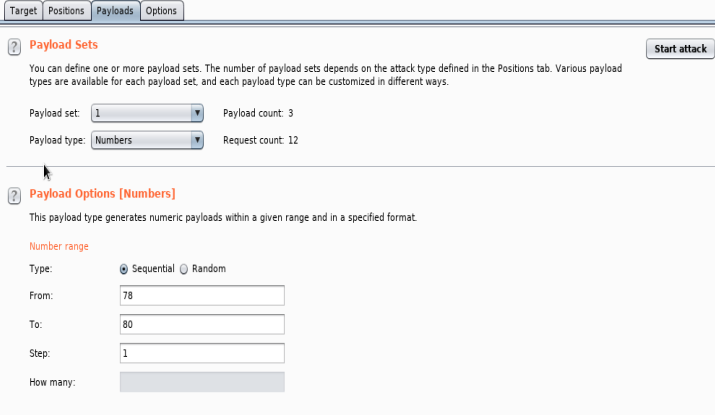 Target Positions Payloads Options
? Payload Sets Start attack
You can define one or more payload sets. The number of payload sets depends on the attack type defined in the Positions tab. Various payload
types are available for each payload set, and each payload type can be customized in different ways.
Payload set: 1 Payload count: 3
Payload type: Numbers Request count: 12
? Payload Options [Numbers]
This payload type generates numeric payloads within a given range and in a specified format.
Number range
Type: Sequential Random
From: 78
To: 80
Step: 1
How many: